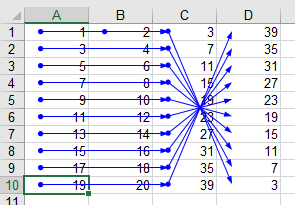 A B C D
1 1 2 3 39
2 3 4 7 35
3 5 6 11 31
4 7 8 15 27
5 9 10 19 23
6 11 12 23 19
7 13 14 27 15
8 15 16 31 11
9 17 18 35 7
10 19 20 39 3
11